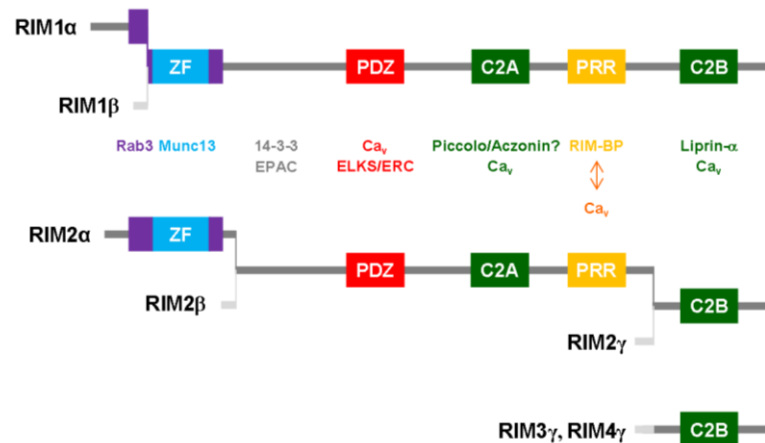 RIM1α
ZF PDZ C2A PRR C2B
RIM1β
Rab3 Munc13 14-3-3 Caᵥ Piccolo/Aczonin? RIM-BP Liprin-α
EPAC ELKS/ERC Caᵥ Caᵥ
Caᵥ
RIM2α ZF
PDZ C2A PRR
RIM2β
C2B
RIM2γ
RIM3γ, RIM4γ C2B